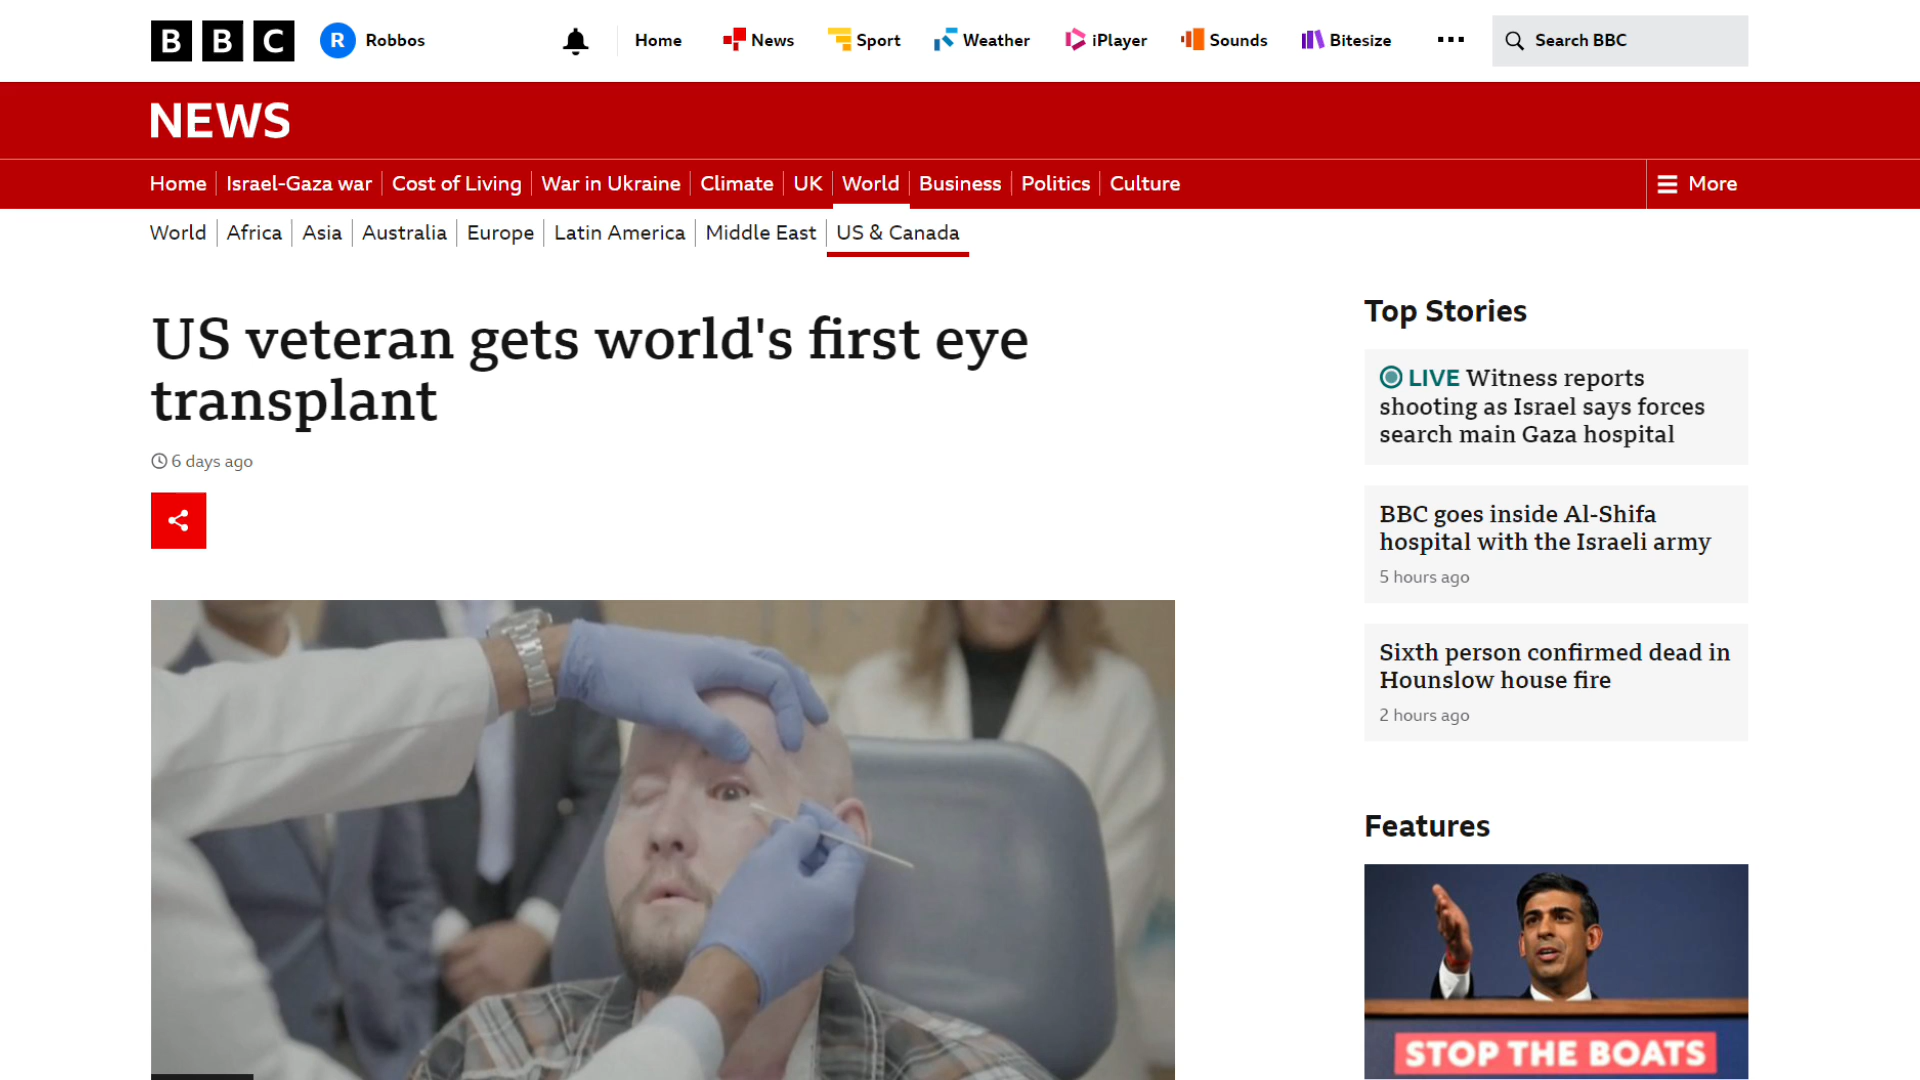 BBC
R Robbos
Home News Sport Weather iPlayer Sounds Bitesize Search BBC
NEWS
Home Israel-Gaza war Cost of Living War in Ukraine Climate UK World Business Politics Culture More
World Africa Asia Australia Europe Latin America Middle East US & Canada
US veteran gets world's first eye
transplant
6 days ago
Top Stories
LIVE Witness reports
shooting as Israel says forces
search main Gaza hospital
BBC goes inside Al-Shifa
hospital with the Israeli army
5 hours ago
Sixth person confirmed dead in
Hounslow house fire
2 hours ago
Features
STOP THE BOATS